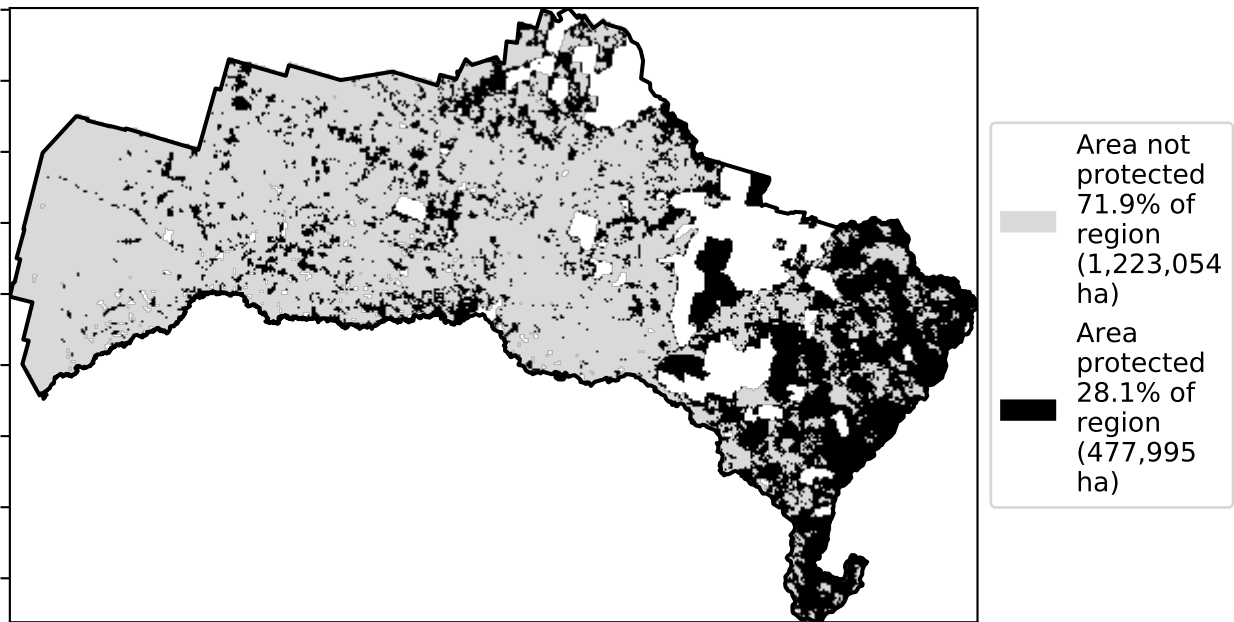 Area not
protected
71.9% of
region
(1,223,054
ha)
Area
protected
28.1% of
region
(477,995
ha)